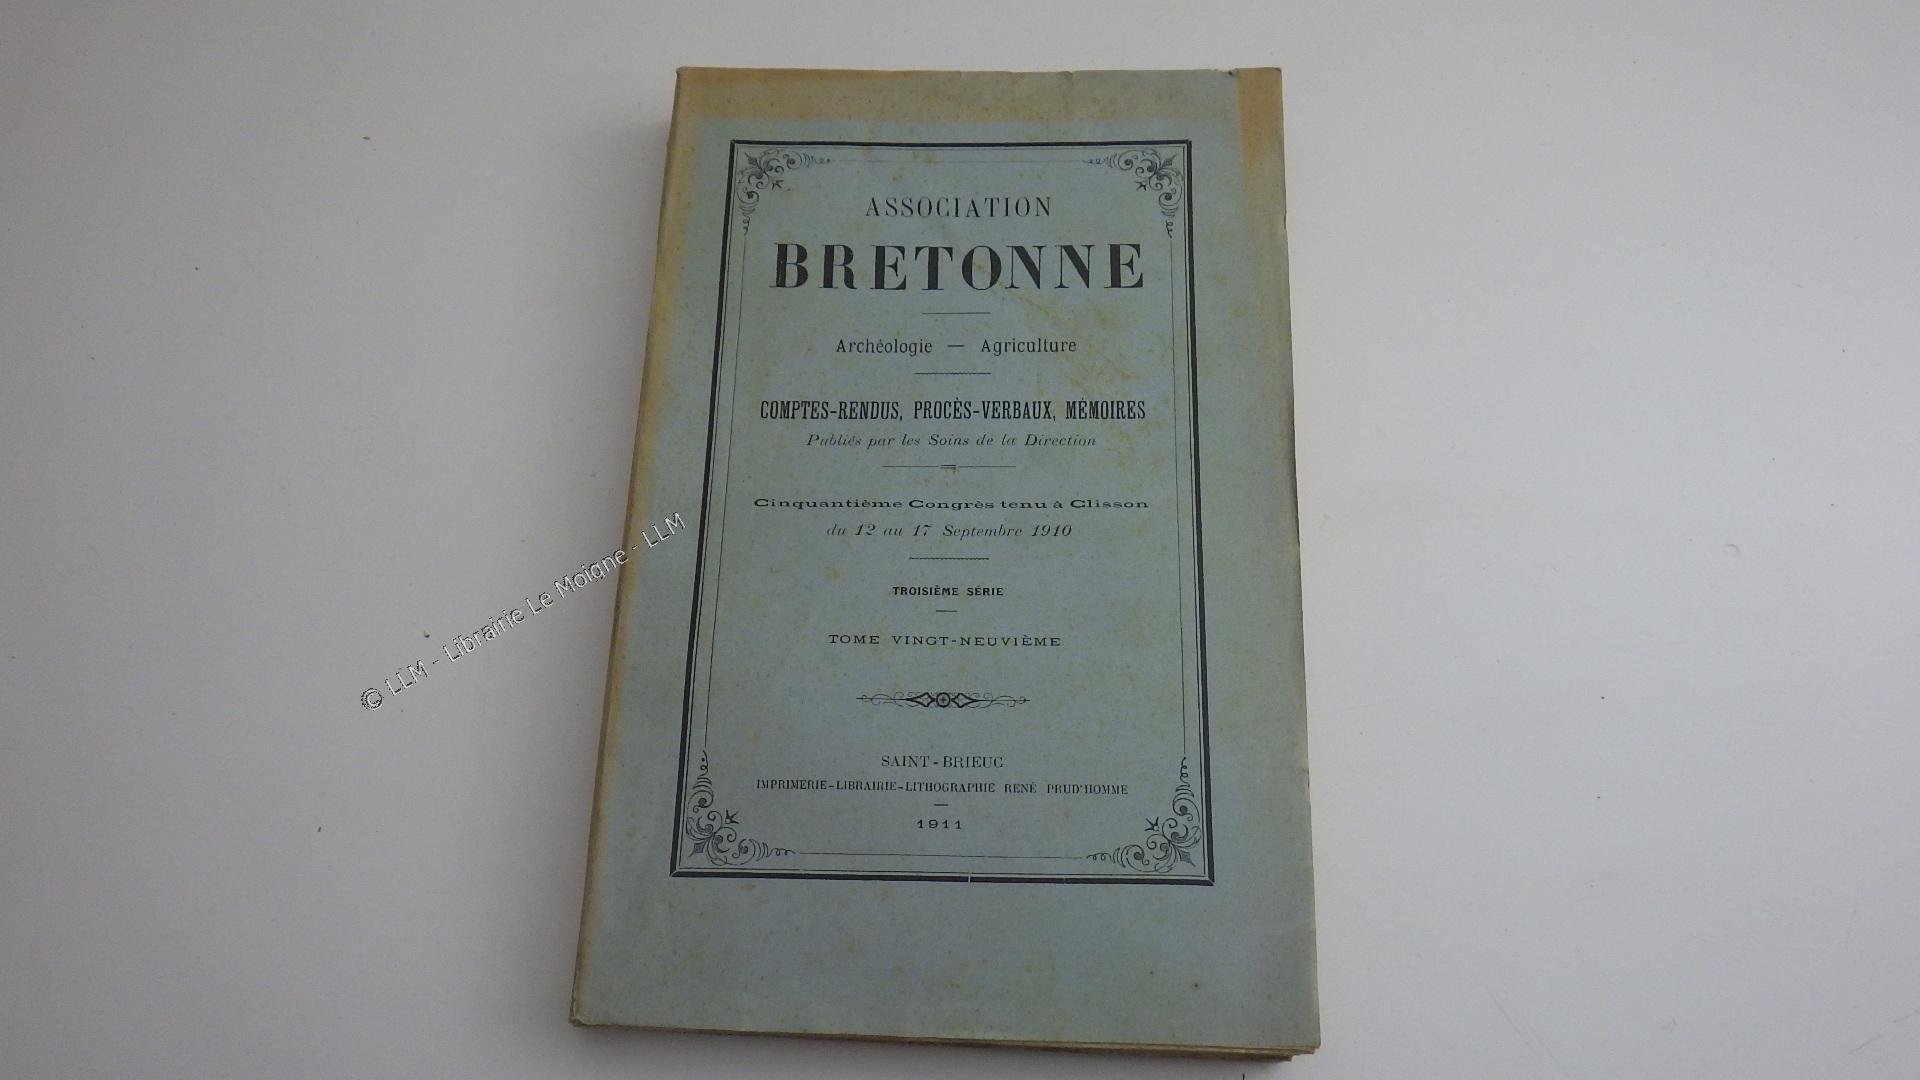 ASSOCIATION
BRETONNE
Archéologie — Agriculture
COMPTES-RENDUS, PROCÈS-VERBAUX, MÉMOIRES
Publiés par les Soins de la Direction
Cinquantième Congrès tenu à Clisson
du 12 au 17 Septembre 1910
TROISIÈME SÉRIE
TOME VINGT-NEUVIÈME
SAINT-BRIEUC
IMPRIMERIE-LIBRAIRIE-LITHOGRAPHIE RENÉ PRUD'HOMME
1911
© LLM - Librairie Le Moigne - LLM